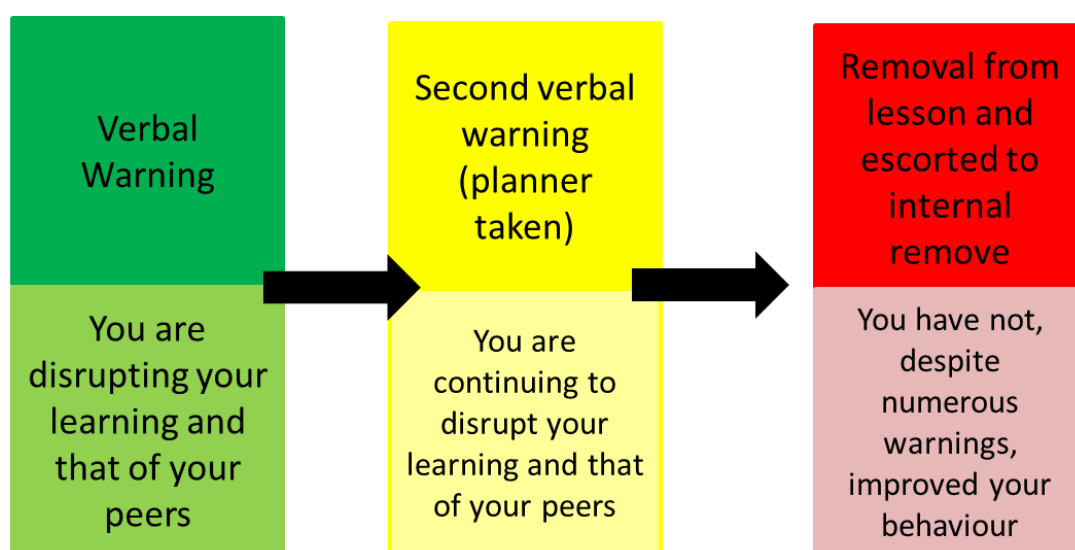 Verbal
Warning
You are
disrupting your
learning and
that of your
peers
Second verbal
warning
(planner
taken)
You are
continuing to
disrupt your
learning and that
of your peers
Removal from
lesson and
escorted to
internal
remove
You have not,
despite
numerous
warnings,
improved your
behaviour